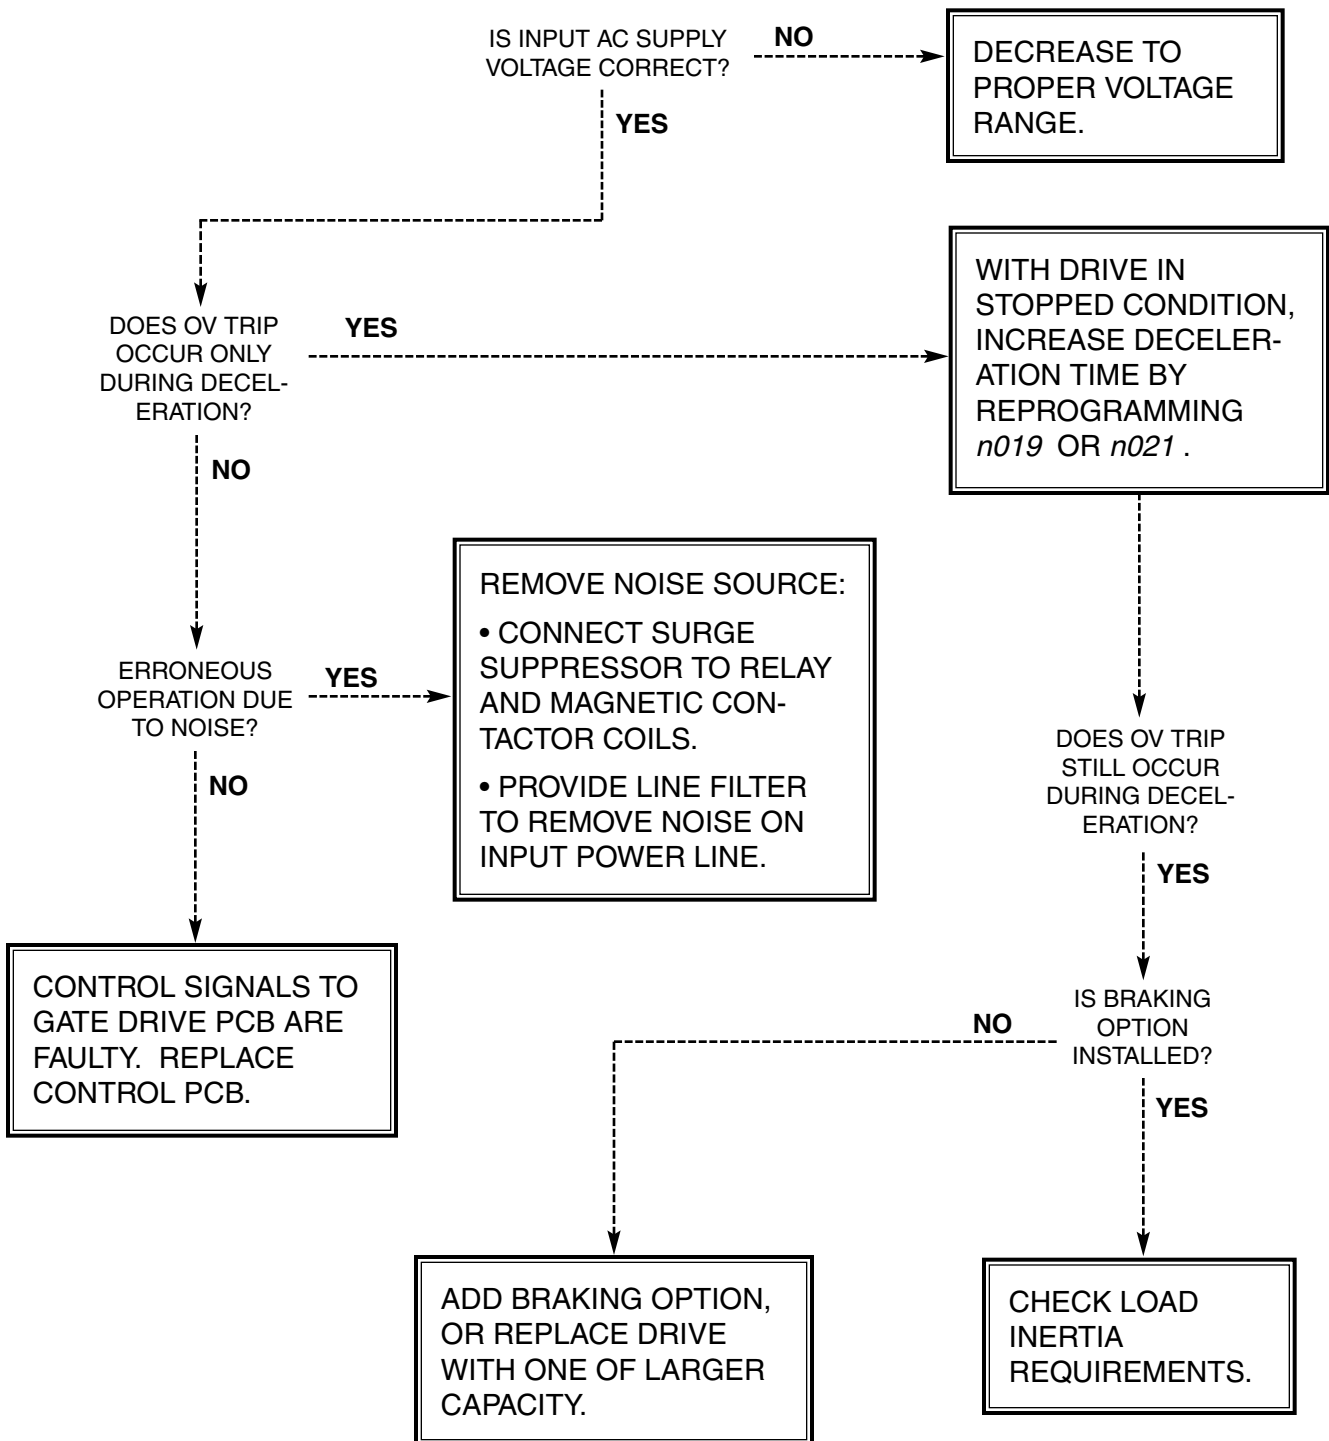 IS INPUT AC SUPPLY
VOLTAGE CORRECT?
NO
DECREASE TO
PROPER VOLTAGE
RANGE.
YES
DOES OV TRIP
OCCUR ONLY
DURING DECEL-
ERATION?
YES
WITH DRIVE IN
STOPPED CONDITION,
INCREASE DECELER-
ATION TIME BY
REPROGRAMMING
n019 OR n021 .
NO
ERRONEOUS
OPERATION DUE
TO NOISE?
YES
REMOVE NOISE SOURCE:
• CONNECT SURGE
SUPPRESSOR TO RELAY
AND MAGNETIC CON-
TACTOR COILS.
• PROVIDE LINE FILTER
TO REMOVE NOISE ON
INPUT POWER LINE.
NO
CONTROL SIGNALS TO
GATE DRIVE PCB ARE
FAULTY. REPLACE
CONTROL PCB.
DOES OV TRIP
STILL OCCUR
DURING DECEL-
ERATION?
YES
IS BRAKING
OPTION
INSTALLED?
NO
ADD BRAKING OPTION,
OR REPLACE DRIVE
WITH ONE OF LARGER
CAPACITY.
YES
CHECK LOAD
INERTIA
REQUIREMENTS.